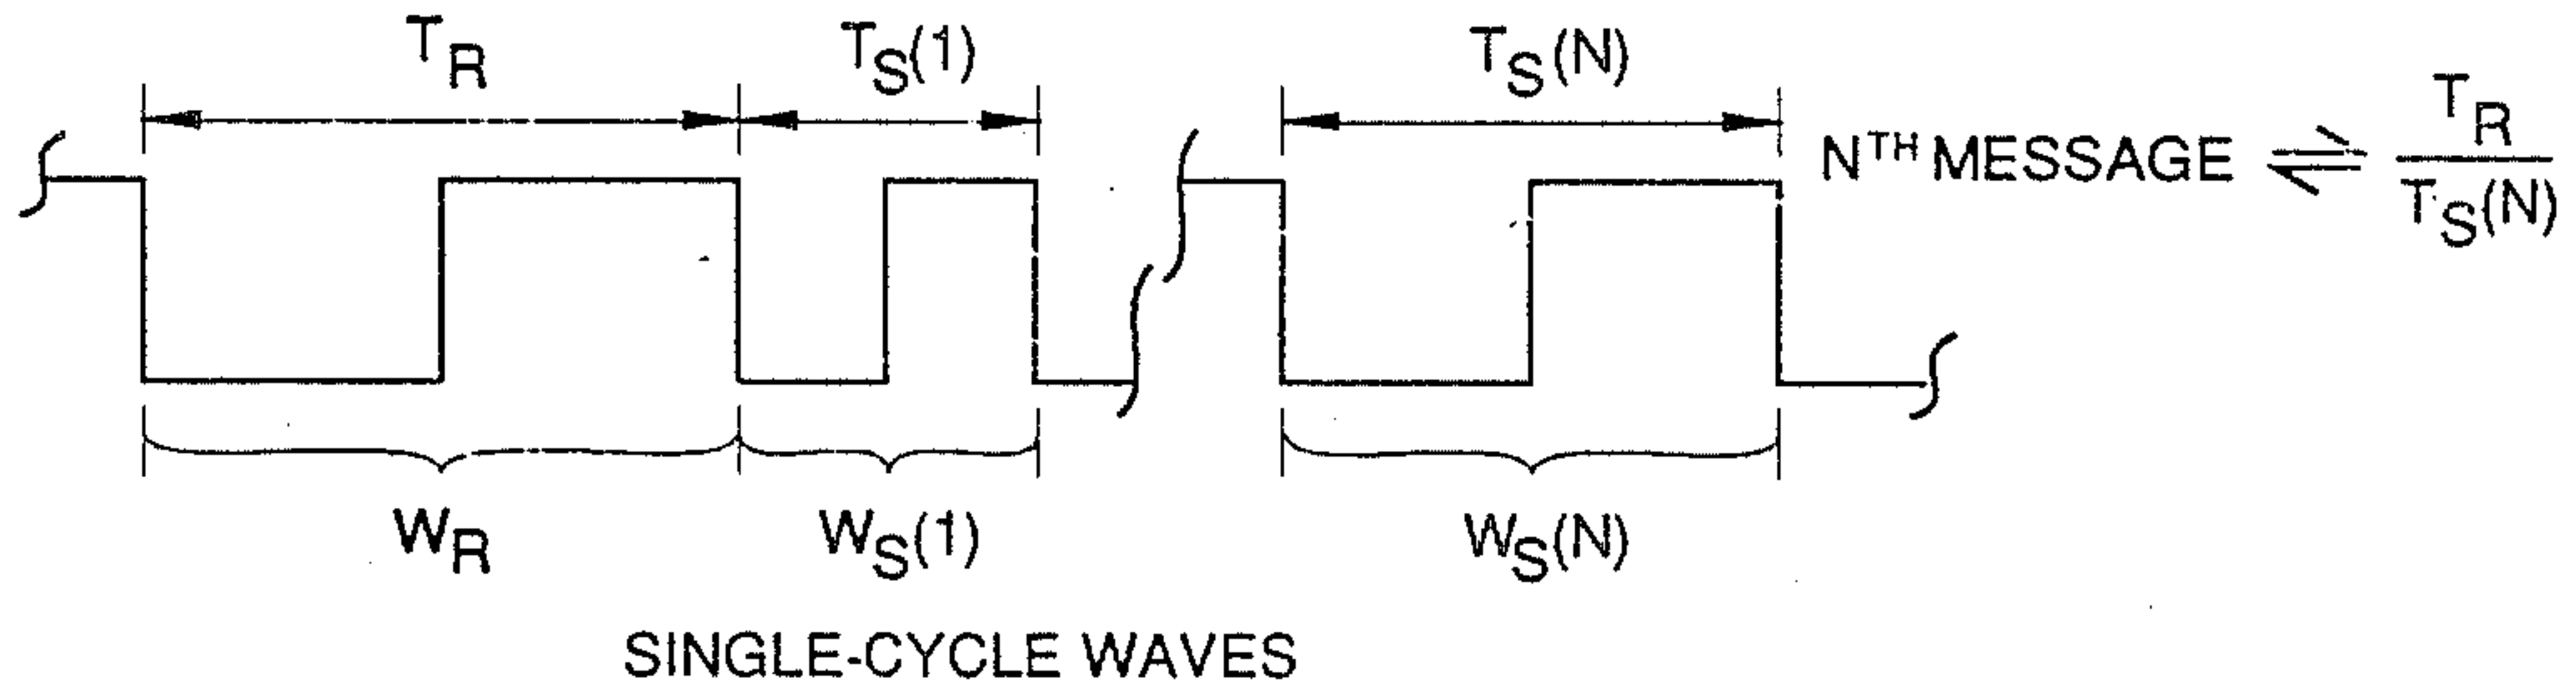 T_R T_S(1) T_S(N)
N^TH MESSAGE ⇌ T_R / T_S(N)
W_R W_S(1) W_S(N)
SINGLE-CYCLE WAVES